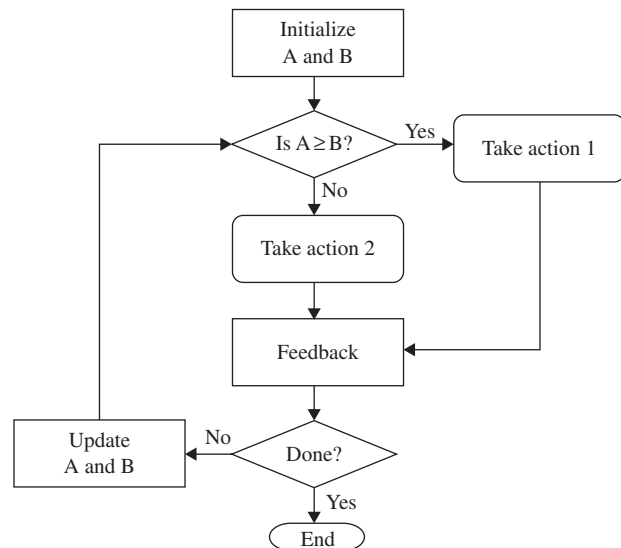 Initialize
A and B
Is A ≥ B?
Yes
Take action 1
No
Take action 2
Feedback
Update
A and B
No
Done?
Yes
End